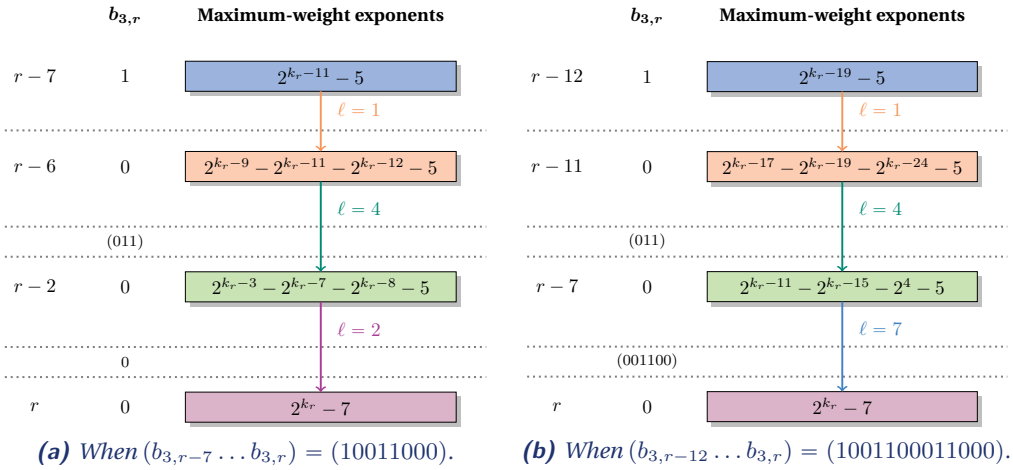 b₃,ᵣ Maximum-weight exponents
r − 7 1 2^{k_r−11} − 5
ℓ = 1
r − 6 0 2^{k_r−9} − 2^{k_r−11} − 2^{k_r−12} − 5
ℓ = 4
(011)
r − 2 0 2^{k_r−3} − 2^{k_r−7} − 2^{k_r−8} − 5
ℓ = 2
0
r 0 2^{k_r} − 7
(a) When (b_{3,r−7} … b_{3,r}) = (10011000).
b₃,ᵣ Maximum-weight exponents
r − 12 1 2^{k_r−19} − 5
ℓ = 1
r − 11 0 2^{k_r−17} − 2^{k_r−19} − 2^{k_r−24} − 5
ℓ = 4
(011)
r − 7 0 2^{k_r−11} − 2^{k_r−15} − 2^4 − 5
ℓ = 7
(001100)
r 0 2^{k_r} − 7
(b) When (b_{3,r−12} … b_{3,r}) = (1001100011000).